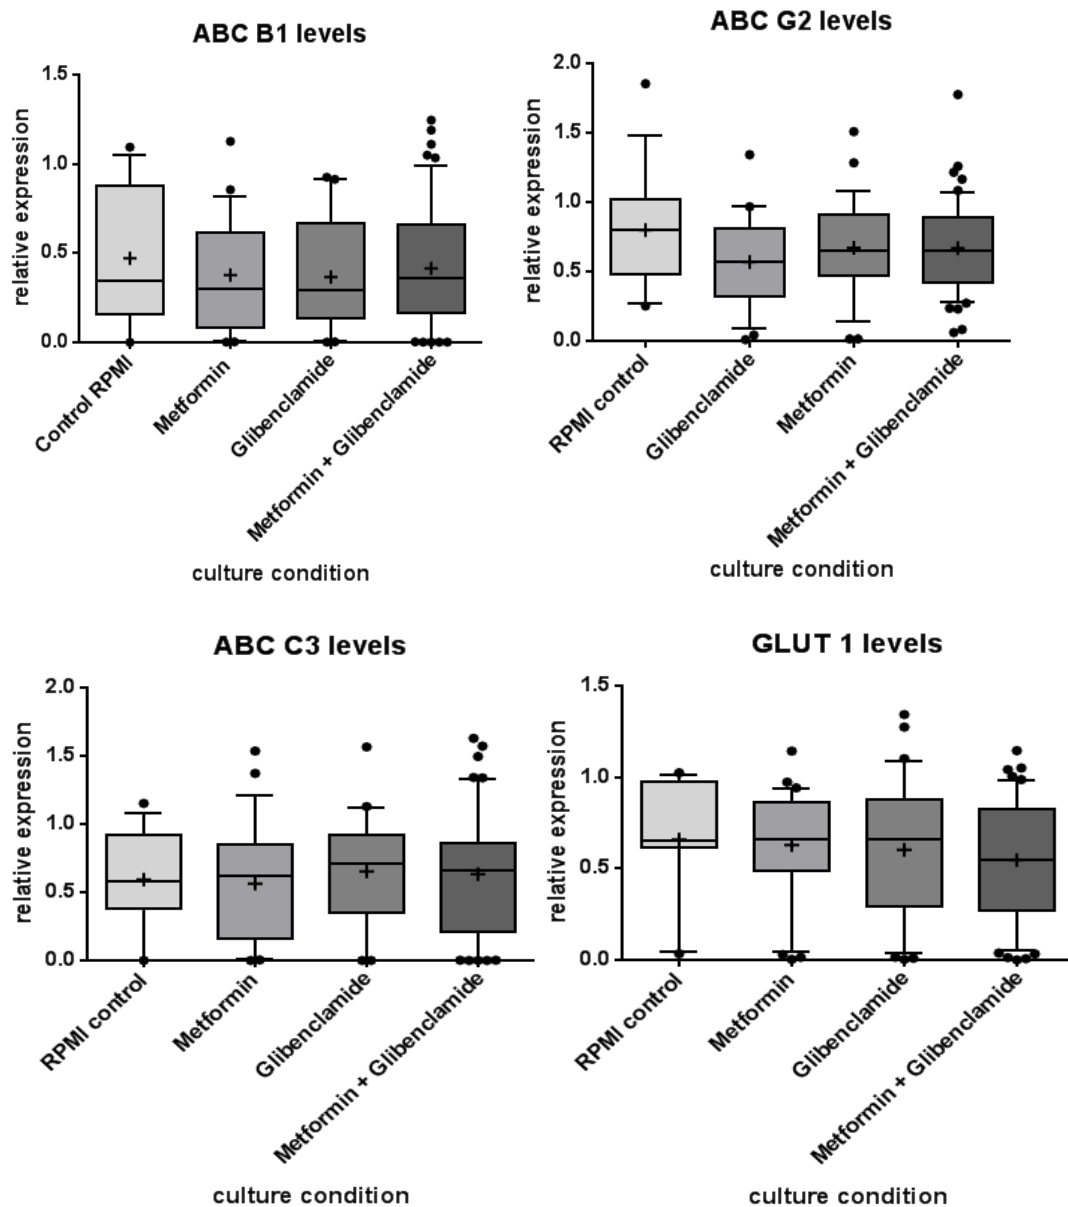 ABC B1 levels
relative expression
1.5
1.0
0.5
0.0
Control RPMI
Metformin
Glibenclamide
Metformin + Glibenclamide
culture condition
ABC G2 levels
relative expression
2.0
1.5
1.0
0.5
0.0
RPMI control
Glibenclamide
Metformin
Metformin + Glibenclamide
culture condition
ABC C3 levels
relative expression
2.0
1.5
1.0
0.5
0.0
RPMI control
Metformin
Glibenclamide
Metformin + Glibenclamide
culture condition
GLUT 1 levels
relative expression
1.5
1.0
0.5
0.0
RPMI control
Metformin
Glibenclamide
Metformin + Glibenclamide
culture condition